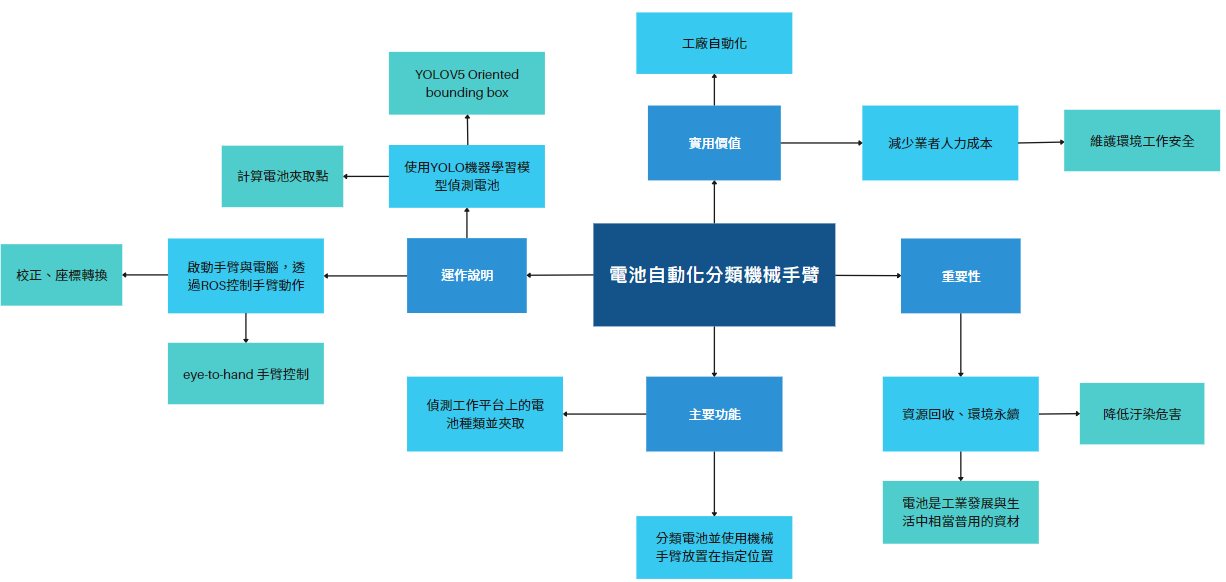 工廠自動化
YOLOV5 Oriented
bounding box
實用價值
減少業者人力成本
維護環境工作安全
使用YOLO機器學習模
型偵測電池
計算電池夾取點
校正、座標轉換
啟動手臂與電腦，透
過ROS控制手臂動作
運作說明
電池自動化分類機械手臂
重要性
eye-to-hand 手臂控制
偵測工作平台上的電
池種類並夾取
主要功能
資源回收、環境永續
降低汙染危害
分類電池並使用機械
手臂放置在指定位置
電池是工業發展與生
活中相當普用的資材